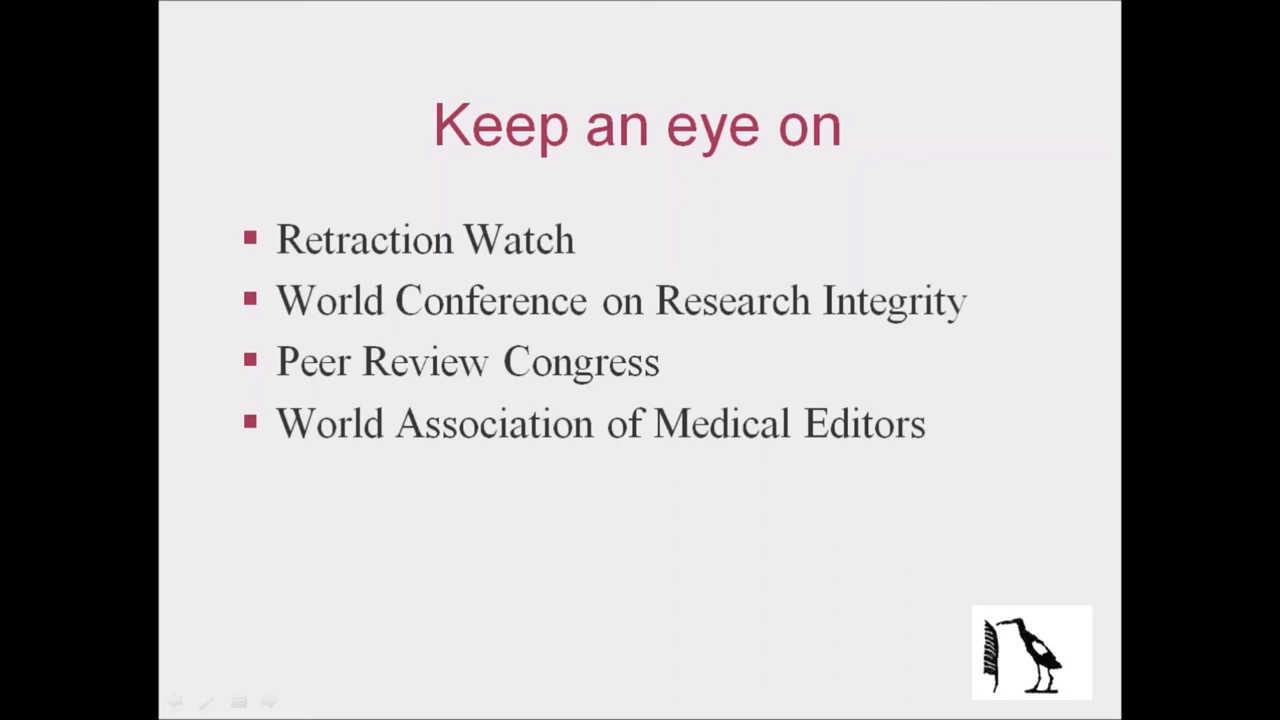 Keep an eye on
Retraction Watch
World Conference on Research Integrity
Peer Review Congress
World Association of Medical Editors